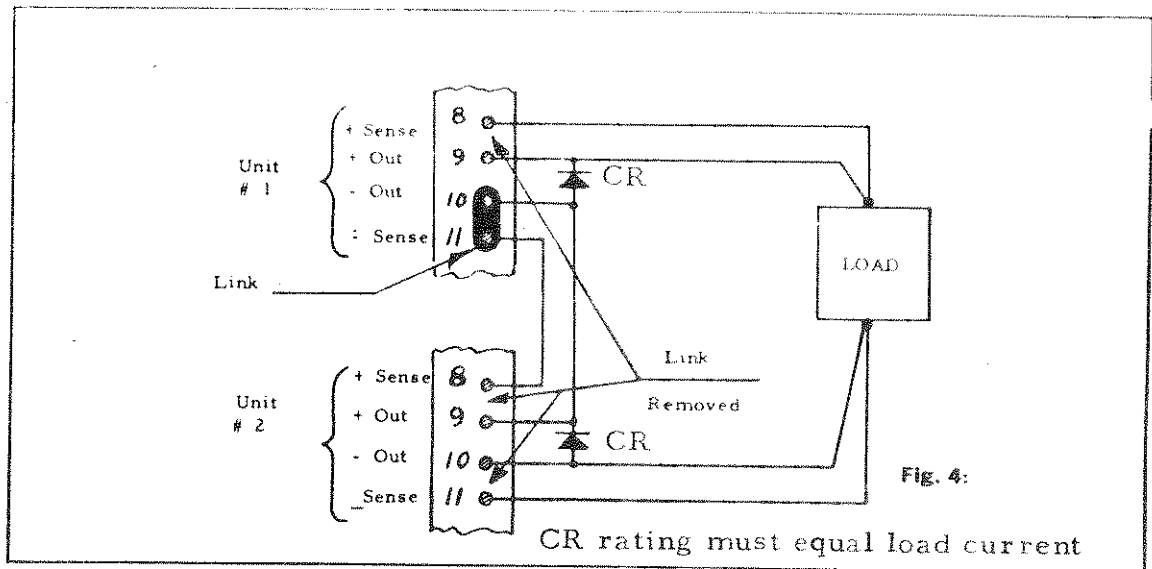 8
+ Sense
Unit
# 1
+ Out
9
CR
- Out
10
- Sense
11
LOAD
Link
+ Sense
8
Link
Removed
Unit
# 2
+ Out
9
CR
- Out
10
Fig. 4:
_Sense
11
CR rating must equal load current